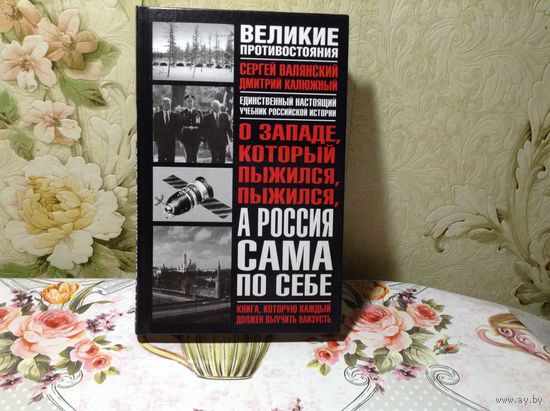 ВЕЛИКИЕ
ПРОТИВОСТОЯНИЯ
СЕРГЕЙ ВАЛЯНСКИЙ
ДМИТРИЙ КАЛЮЖНЫЙ
ЕДИНСТВЕННЫЙ НАСТОЯЩИЙ
УЧЕБНИК РОССИЙСКОЙ ИСТОРИИ
О ЗАПАДЕ,
КОТОРЫЙ
ПЫЖИЛСЯ,
ПЫЖИЛСЯ,
А РОССИЯ
САМА
ПО СЕБЕ
КНИГА, КОТОРУЮ КАЖДЫЙ
ДОЛЖЕН ВЫУЧИТЬ НАИЗУСТЬ
http://www.ay.by/